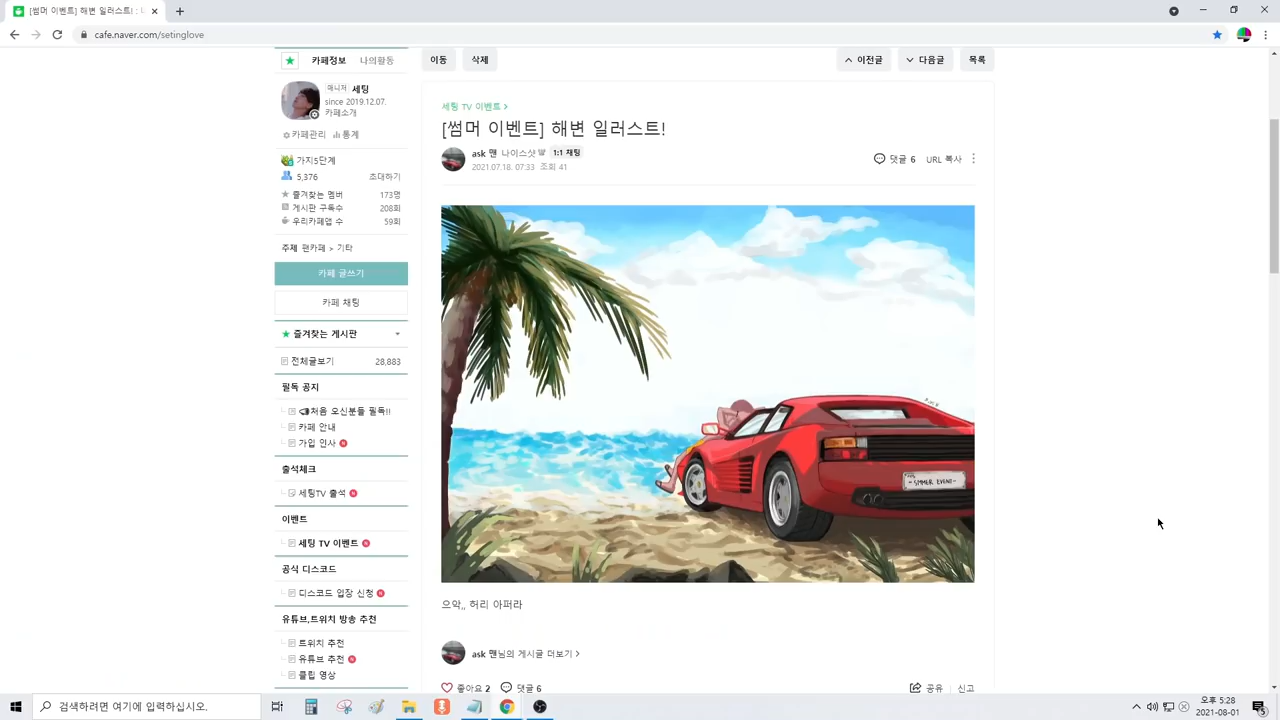 [썸머 이벤트] 해변 일러스트! : 네
cafe.naver.com/setinglove
카페정보 나의활동
매니저 세팅
since 2019.12.07.
카페소개
카페관리 통계
가지5단계
5,376 초대하기
즐겨찾는 멤버 173명
게시판 구독수 208회
우리카페앱 수 59회
주제 팬카페 > 기타
카페 글쓰기
카페 채팅
즐겨찾는 게시판
전체글보기 28,883
필독 공지
처음 오신분들 필독!!
카페 안내
가입 인사 N
출석체크
세팅TV 출석 N
이벤트
세팅 TV 이벤트 N
공식 디스코드
디스코드 입장 신청 N
유튜브,트위치 방송 추천
트위치 추천
유튜브 추천 N
클립 영상
이동 삭제 이전글 다음글 목록
세팅 TV 이벤트 >
[썸머 이벤트] 해변 일러스트!
ask 맨 나이스샷 1:1 채팅
2021.07.18. 07:33 조회 41
댓글 6 URL 복사
-SUMMER EVENT-
으악,, 허리 아퍼라
ask 맨님의 게시글 더보기 >
좋아요 2 댓글 6 공유 신고
검색하려면 여기에 입력하십시오.
오후 5:28
2021-08-01
5